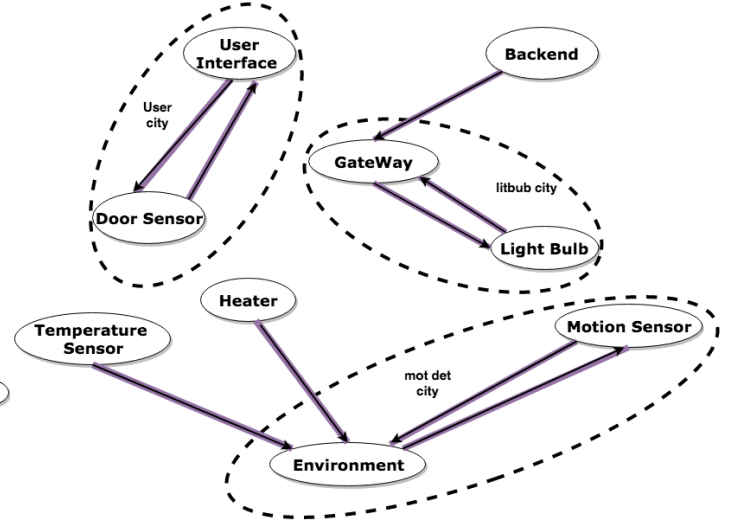 User
Interface
Backend
User
city
GateWay
litbub city
Door Sensor
Light Bulb
Heater
Temperature
Sensor
Motion Sensor
mot det
city
Environment